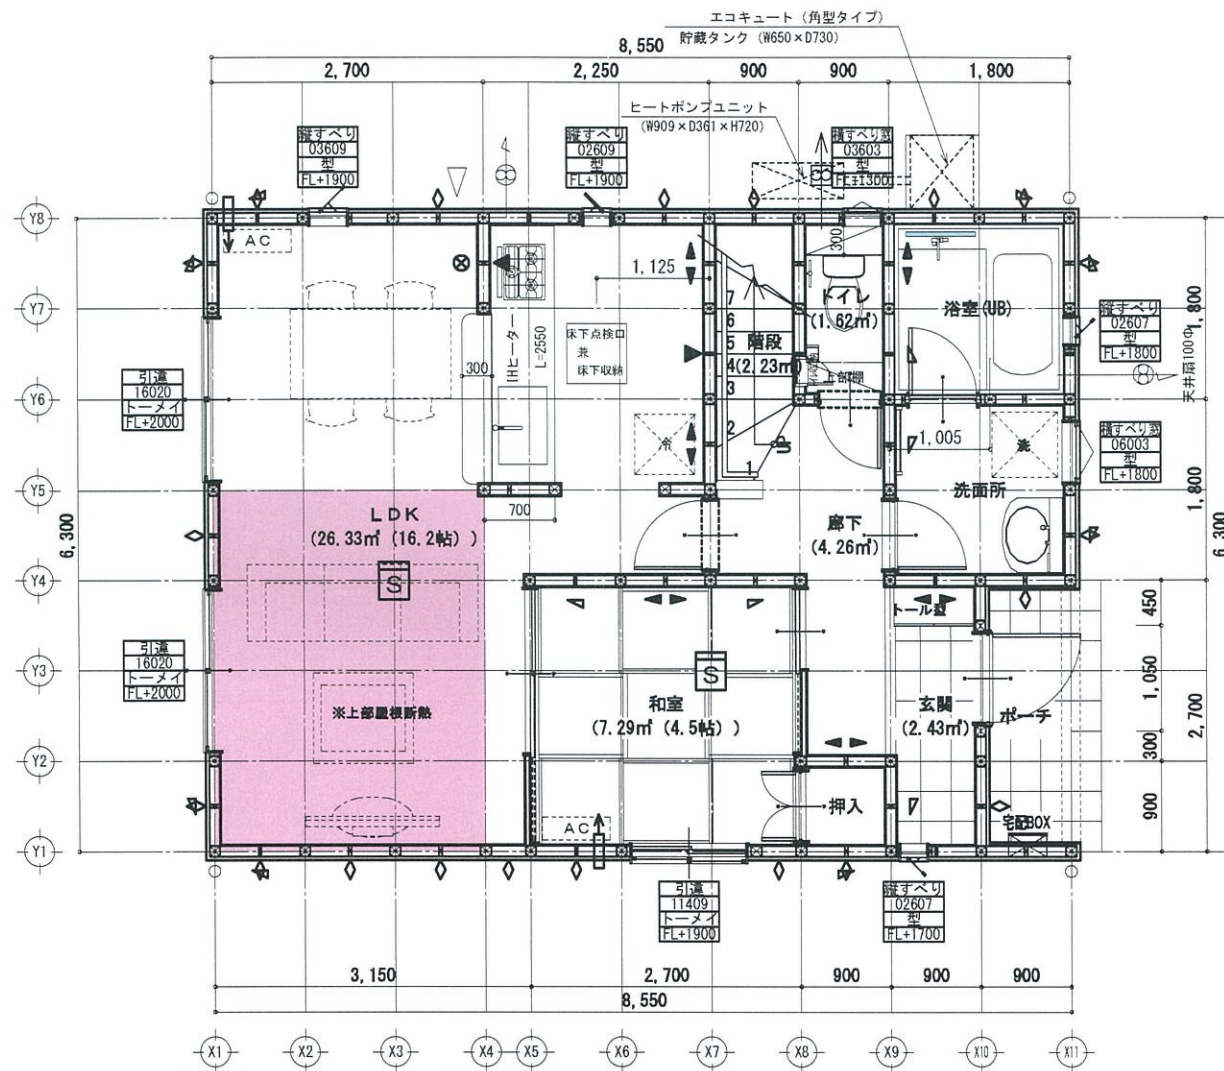 エコキュート（角型タイプ）
貯蔵タンク（W650×D730）
8,550
2,700
2,250
900
900
1,800
ヒートポンプユニット
(W909×D361×H720)
縦すべり
03609
型
FL+1900
縦すべり
02609
型
FL+1900
横すべり窓
03603
型
FL+1300
Y8
AC
300
1,125
トイレ
(1.62㎡)
浴室(UB)
Y7
7
6
5
4
3
2
1
階段
(2.23㎡)
UP
床下点検口
兼
床下収納
IHヒーター
L=2550
300
1,800
縦すべり
02607
型
FL+1800
天井扇100Φ
引違
16020
トーメイ
FL+2000
Y6
上部棚
冷
1,005
洗
横すべり窓
06003
型
FL+1800
Y5
LDK
(26.33㎡(16.2帖))
700
洗面所
廊下
(4.26㎡)
1,800
6,300
6,300
Y4
S
トール型
450
引違
16020
トーメイ
FL+2000
Y3
S
1,050
※上部屋根断熱
和室
(7.29㎡(4.5帖))
玄関
(2.43㎡)
ポーチ
2,700
300
Y2
押入
900
AC
宅配BOX
Y1
引違
11409
トーメイ
FL+1900
縦すべり
02607
型
FL+1700
3,150
2,700
900
900
900
8,550
X1
X2
X3
X4
X5
X6
X7
X8
X9
X10
X11